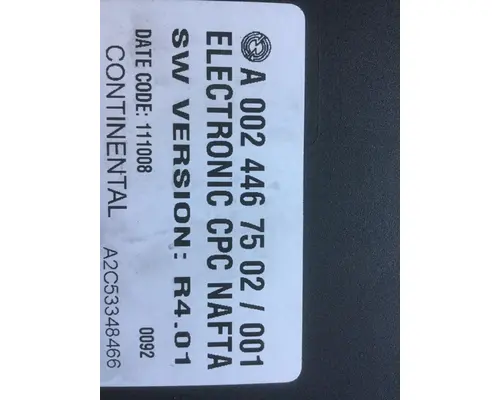 A 002 446 75 02 / 001
ELECTRONIC CPC NAFTA
SW VERSION: R4.01
DATE CODE: 111008 0092
CONTINENTAL A2C53348466